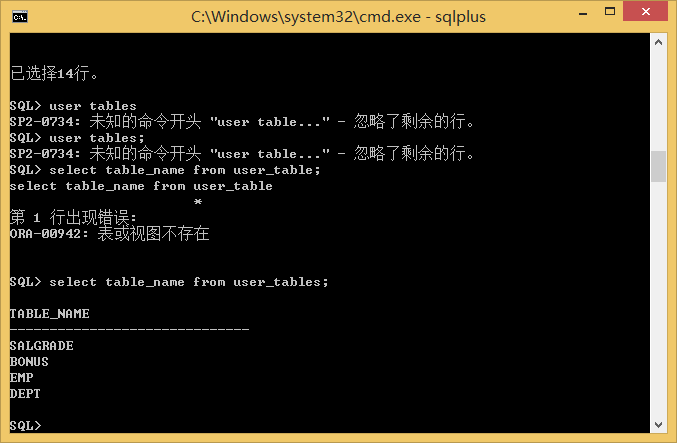 C:\Windows\system32\cmd.exe - sqlplus
已选择14行。
SQL> user tables
SP2-0734: 未知的命令开头 "user table..." - 忽略了剩余的行。
SQL> user tables;
SP2-0734: 未知的命令开头 "user table..." - 忽略了剩余的行。
SQL> select table_name from user_table;
select table_name from user_table
                       *
第 1 行出现错误:
ORA-00942: 表或视图不存在
SQL> select table_name from user_tables;
TABLE_NAME
------------------------------
SALGRADE
BONUS
EMP
DEPT
SQL>